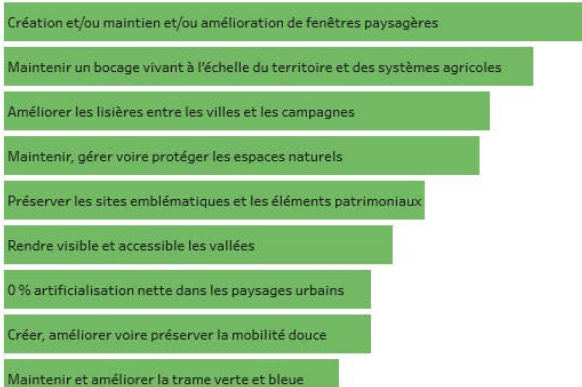 Création et/ou maintien et/ou amélioration de fenêtres paysagères
Maintenir un bocage vivant à l'échelle du territoire et des systèmes agricoles
Améliorer les lisières entre les villes et les campagnes
Maintenir, gérer voire protéger les espaces naturels
Préserver les sites emblématiques et les éléments patrimoniaux
Rendre visible et accessible les vallées
0 % artificialisation nette dans les paysages urbains
Créer, améliorer voire préserver la mobilité douce
Maintenir et améliorer la trame verte et bleue